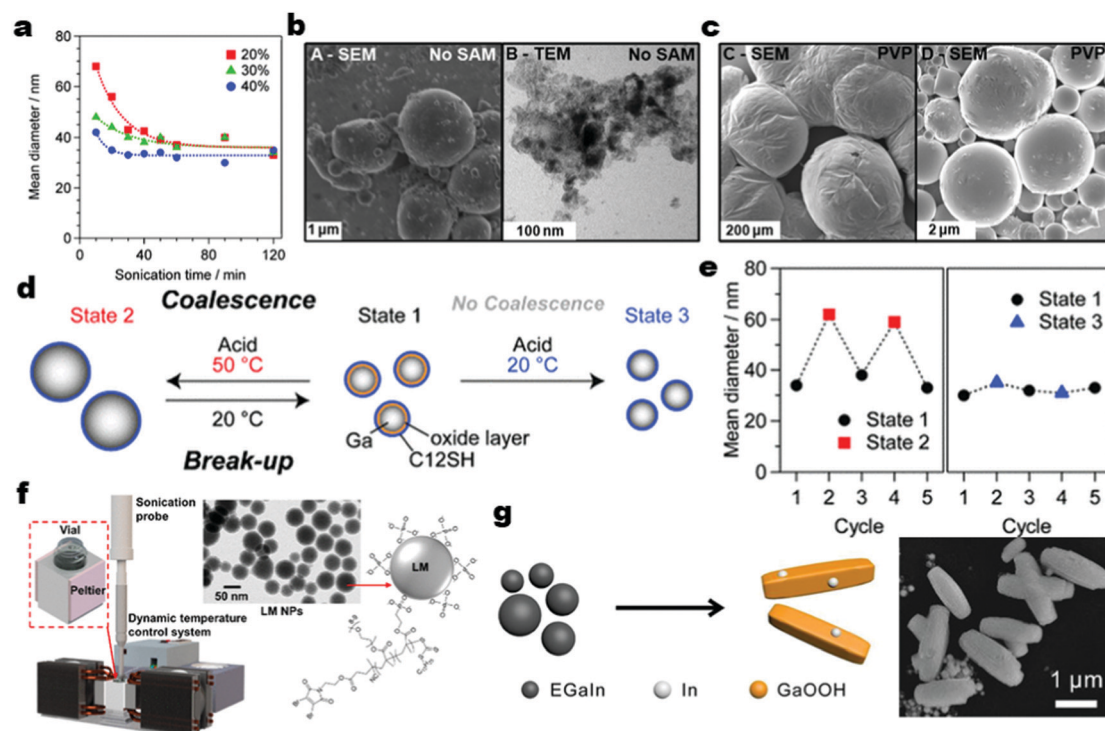 a
80
60
40
20
0
Mean diameter / nm
0 40 80 120
Sonication time / min
20%
30%
40%
b
A - SEM No SAM
1 µm
B - TEM No SAM
100 nm
c
C - SEM PVP
200 µm
D - SEM PVP
2 µm
d
Coalescence
No Coalescence
State 2
State 1
State 3
Acid
50 °C
20 °C
Break-up
Acid
20 °C
Ga
oxide layer
C12SH
e
80
60
40
20
0
Mean diameter / nm
State 1
State 2
State 1
State 3
1 2 3 4 5
1 2 3 4 5
Cycle
Cycle
f
Sonication
probe
Vial
Peltier
Dynamic temperature
control system
50 nm
LM NPs
LM
g
EGaIn
In
GaOOH
1 µm